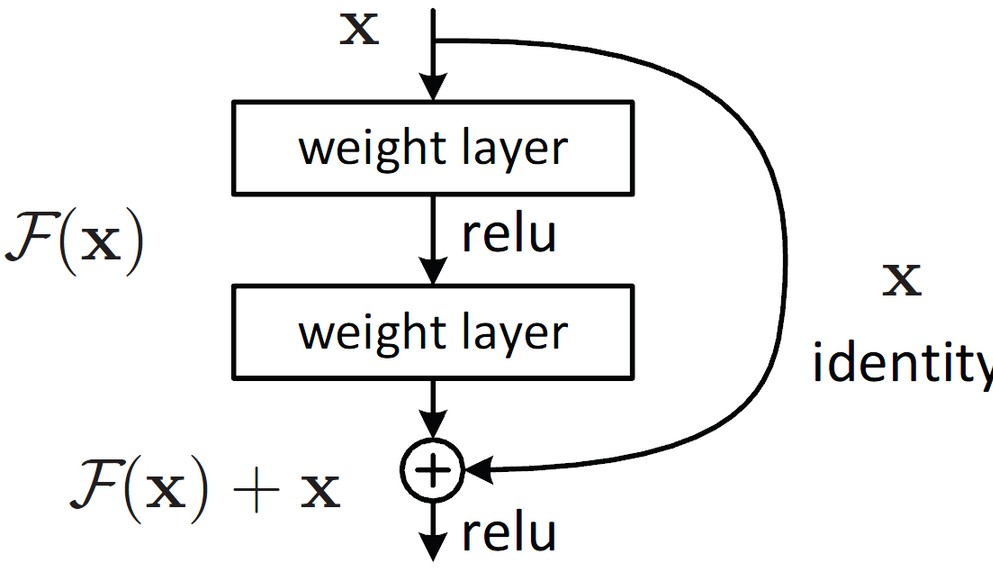 x
weight layer
F(x)
relu
x
weight layer
identity
F(x) + x
+
relu